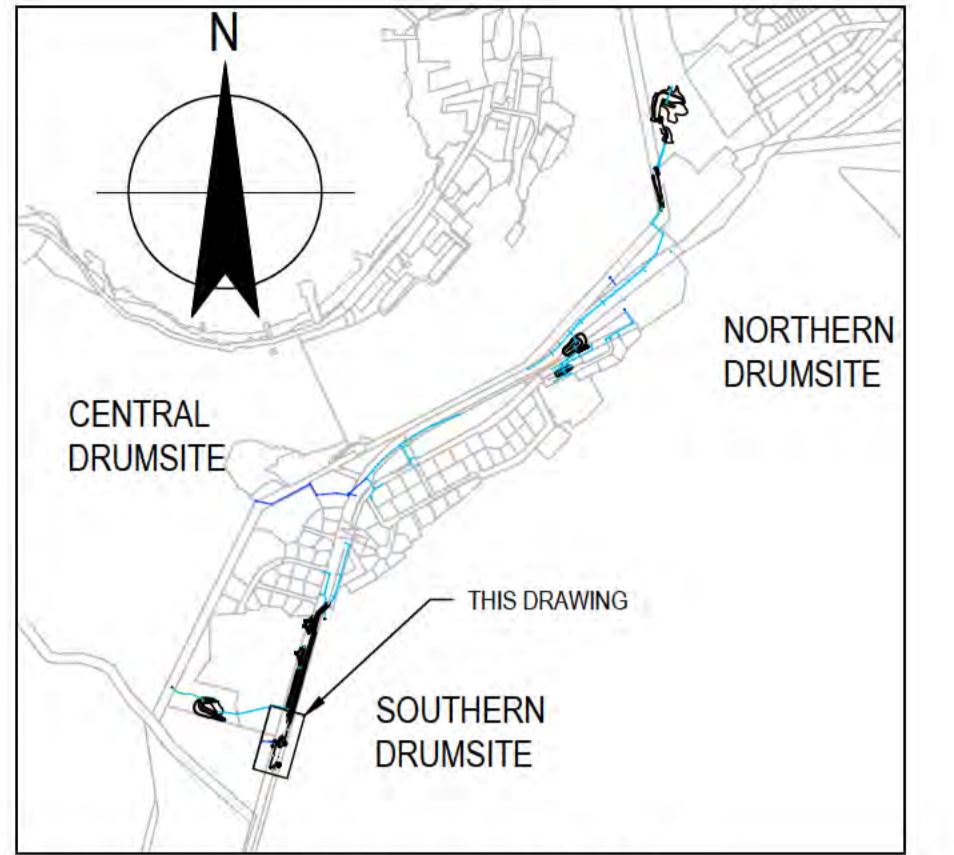 N
NORTHERN
DRUMSITE
CENTRAL
DRUMSITE
THIS DRAWING
SOUTHERN
DRUMSITE